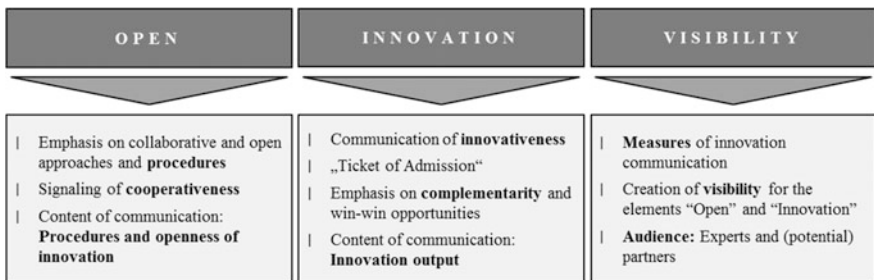 OPEN
INNOVATION
VISIBILITY
| Emphasis on collaborative and open
approaches and procedures
| Signaling of cooperativeness
| Content of communication:
Procedures and openness of
innovation
| Communication of innovativeness
| „Ticket of Admission“
| Emphasis on complementarity and
win-win opportunities
| Content of communication:
Innovation output
| Measures of innovation
communication
| Creation of visibility for the
elements “Open” and “Innovation”
| Audience: Experts and (potential)
partners